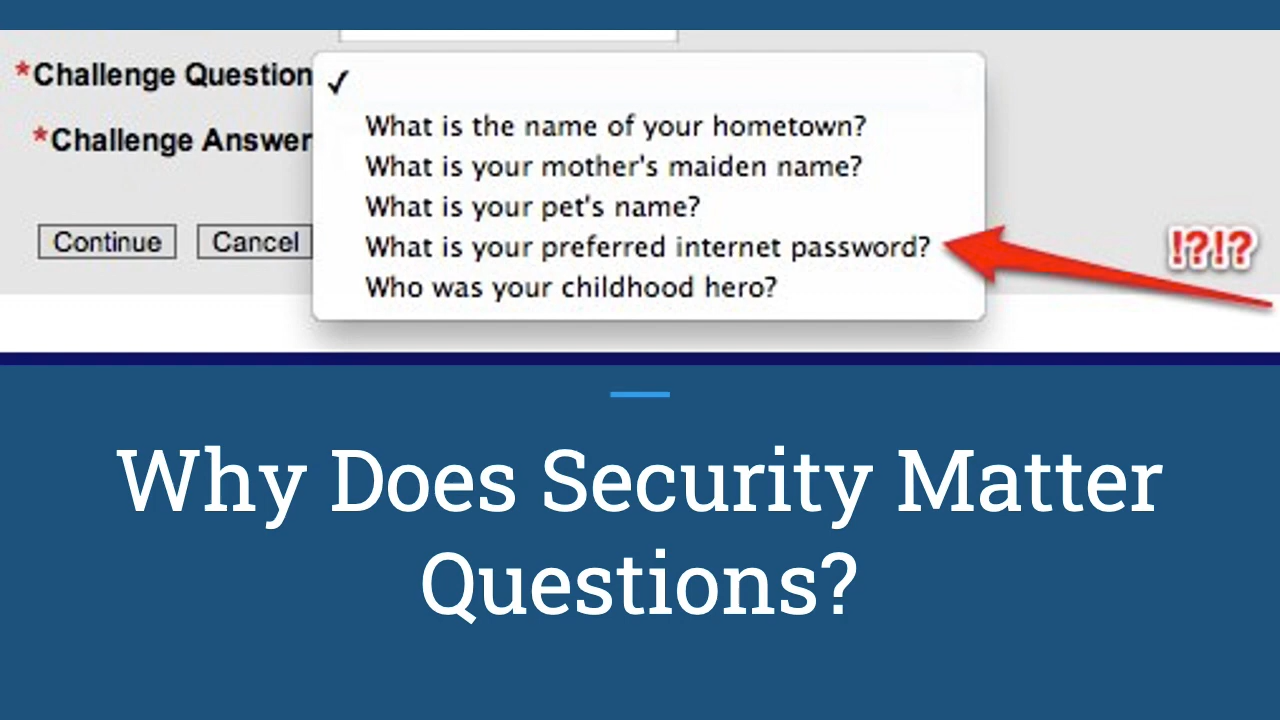 *Challenge Question
✓
What is the name of your hometown?
*Challenge Answer
What is your mother's maiden name?
What is your pet's name?
Continue Cancel What is your preferred internet password? !?!?
Who was your childhood hero?
Why Does Security Matter
Questions?